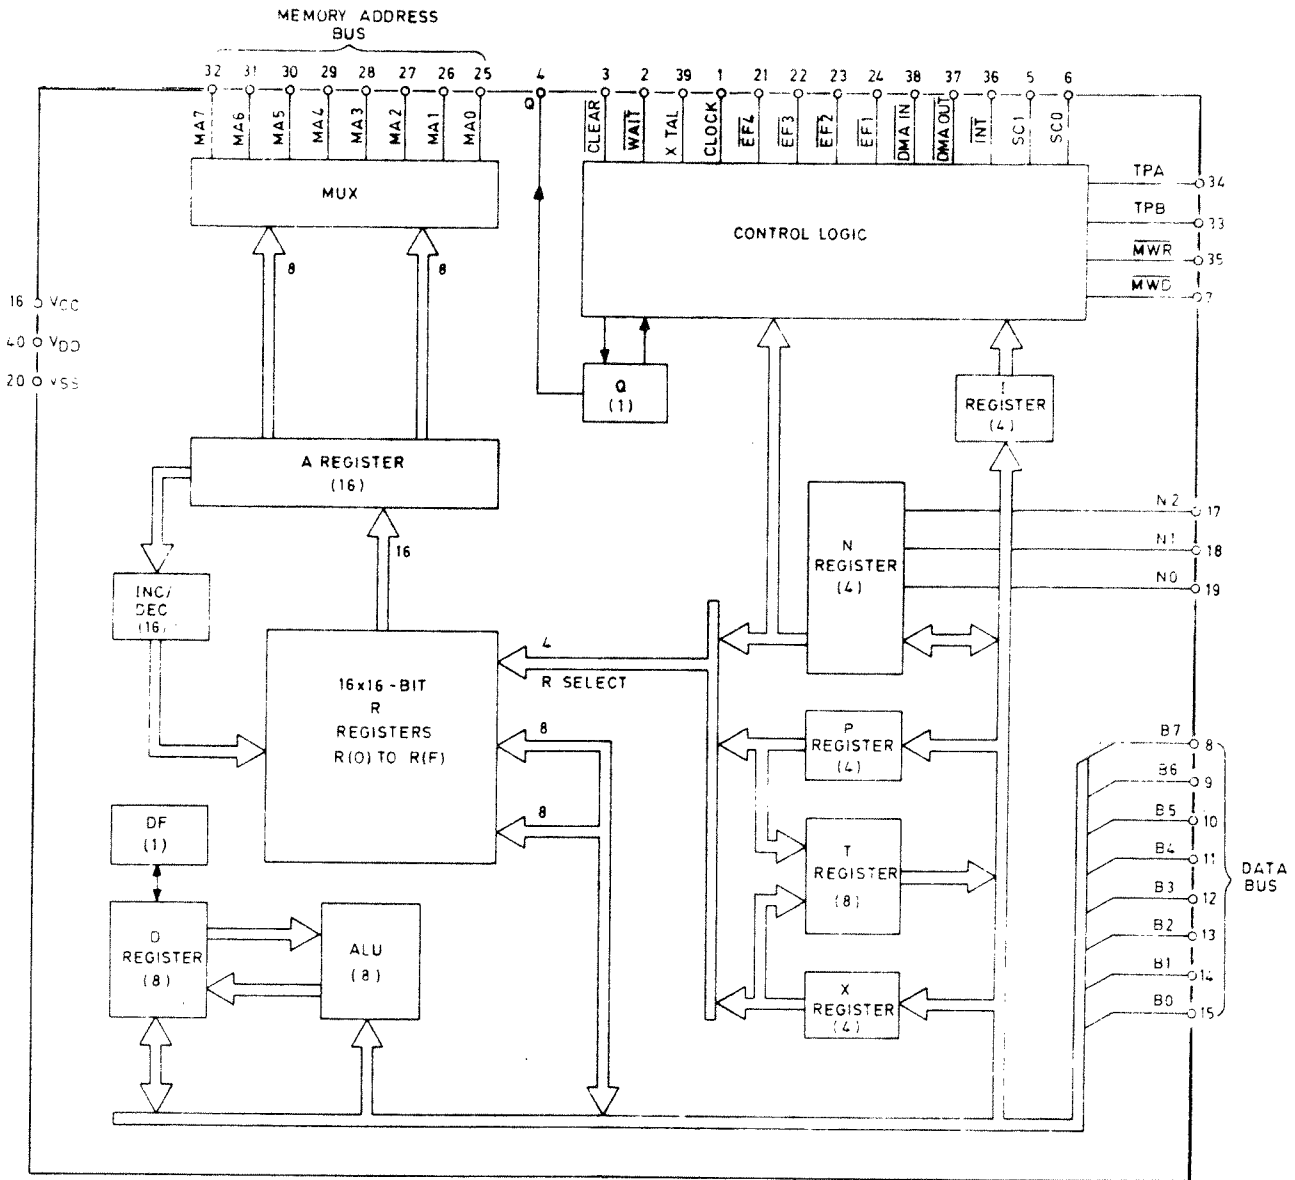 MEMORY ADDRESS
BUS
32 31 30 29 28 27 26 25 4 3 2 39 1 21 22 23 24 38 37 36 5 6
MA7 MA6 MA5 MA4 MA3 MA2 MA1 MA0 Q CLEAR WAIT XTAL CLOCK EF4 EF3 EF2 EF1 DMA IN DMA OUT INT SC1 SC0
MUX
CONTROL LOGIC
TPA 34
TPB 33
MWR 35
MWD 7
8 8
16 VCC
40 VDD
20 VSS
Q
(1)
I
REGISTER
(4)
A REGISTER
(16)
16
INC/
DEC
(16)
N
REGISTER
(4)
N2 17
N1 18
N0 19
16x16-BIT
R
REGISTERS
R(0) TO R(F)
4
R SELECT
8
8
P
REGISTER
(4)
T
REGISTER
(8)
X
REGISTER
(4)
DF
(1)
D
REGISTER
(8)
ALU
(8)
B7 8
B6 9
B5 10
B4 11
B3 12
B2 13
B1 14
B0 15
DATA
BUS